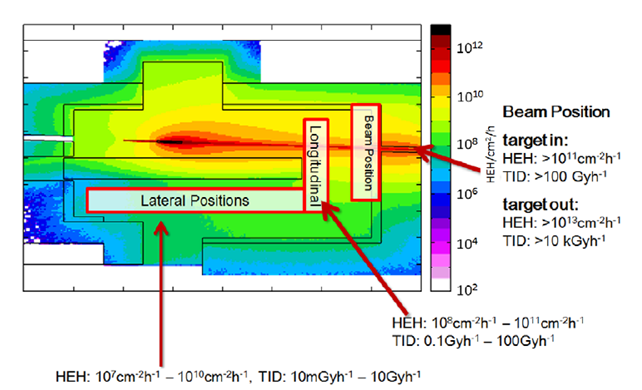 10¹²
10¹⁰
10⁸
10⁶
10⁴
10²
HEH/cm²/h
Beam Position
target in:
HEH: >10¹¹cm⁻²h⁻¹
TID: >100 Gyh⁻¹
target out:
HEH: >10¹³cm⁻²h⁻¹
TID: >10 kGyh⁻¹
Beam Position
Longitudinal
Lateral Positions
HEH: 10⁸cm⁻²h⁻¹ – 10¹¹cm⁻²h⁻¹
TID: 0.1Gyh⁻¹ – 100Gyh⁻¹
HEH: 10⁷cm⁻²h⁻¹ – 10¹⁰cm⁻²h⁻¹, TID: 10mGyh⁻¹ – 10Gyh⁻¹